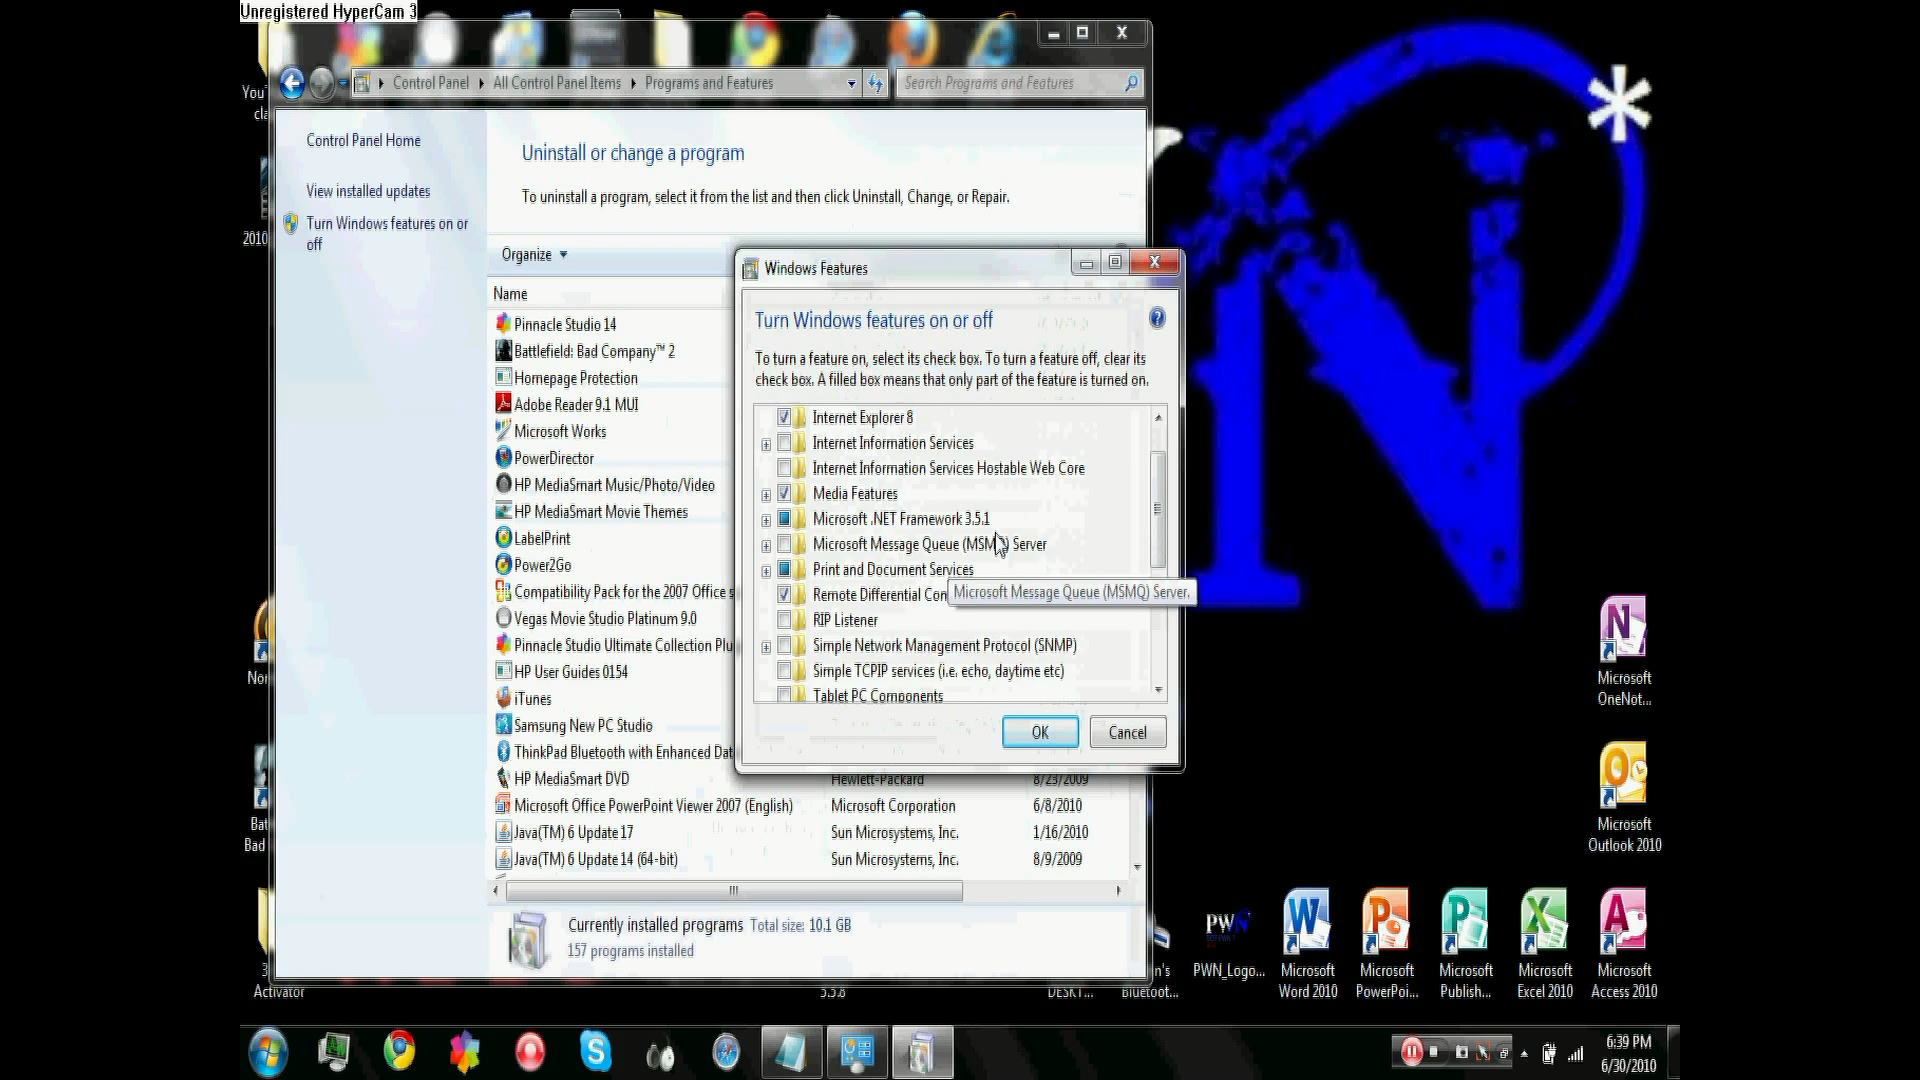 Unregistered HyperCam 3
Control Panel
All Control Panel Items
Programs and Features
Search Programs and Features
Control Panel Home
View installed updates
Turn Windows features on or
off
Uninstall or change a program
To uninstall a program, select it from the list and then click Uninstall, Change, or Repair.
Organize
Name
Pinnacle Studio 14
Battlefield: Bad Company™ 2
Homepage Protection
Adobe Reader 9.1 MUI
Microsoft Works
PowerDirector
HP MediaSmart Music/Photo/Video
HP MediaSmart Movie Themes
LabelPrint
Power2Go
Compatibility Pack for the 2007 Office s
Vegas Movie Studio Platinum 9.0
Pinnacle Studio Ultimate Collection Plu
HP User Guides 0154
iTunes
Samsung New PC Studio
ThinkPad Bluetooth with Enhanced Dat
HP MediaSmart DVD Hewlett-Packard 8/23/2009
Microsoft Office PowerPoint Viewer 2007 (English) Microsoft Corporation 6/8/2010
Java(TM) 6 Update 17 Sun Microsystems, Inc. 1/16/2010
Java(TM) 6 Update 14 (64-bit) Sun Microsystems, Inc. 8/9/2009
Currently installed programs Total size: 10.1 GB
157 programs installed
Windows Features
Turn Windows features on or off
To turn a feature on, select its check box. To turn a feature off, clear its
check box. A filled box means that only part of the feature is turned on.
Internet Explorer 8
Internet Information Services
Internet Information Services Hostable Web Core
Media Features
Microsoft .NET Framework 3.5.1
Microsoft Message Queue (MSMQ) Server
Print and Document Services
Remote Differential Com
Microsoft Message Queue (MSMQ) Server.
RIP Listener
Simple Network Management Protocol (SNMP)
Simple TCPIP services (i.e. echo, daytime etc)
Tablet PC Components
OK
Cancel
N
*
You
cla
2010
Nor
Bat
Bad
3
Activator
5.5.8
DESKT...
n's
Bluetoot...
PWN
PWN_Logo...
Microsoft
OneNot...
Microsoft
Outlook 2010
Microsoft
Word 2010
Microsoft
PowerPoi...
Microsoft
Publish...
Microsoft
Excel 2010
Microsoft
Access 2010
6:39 PM
6/30/2010